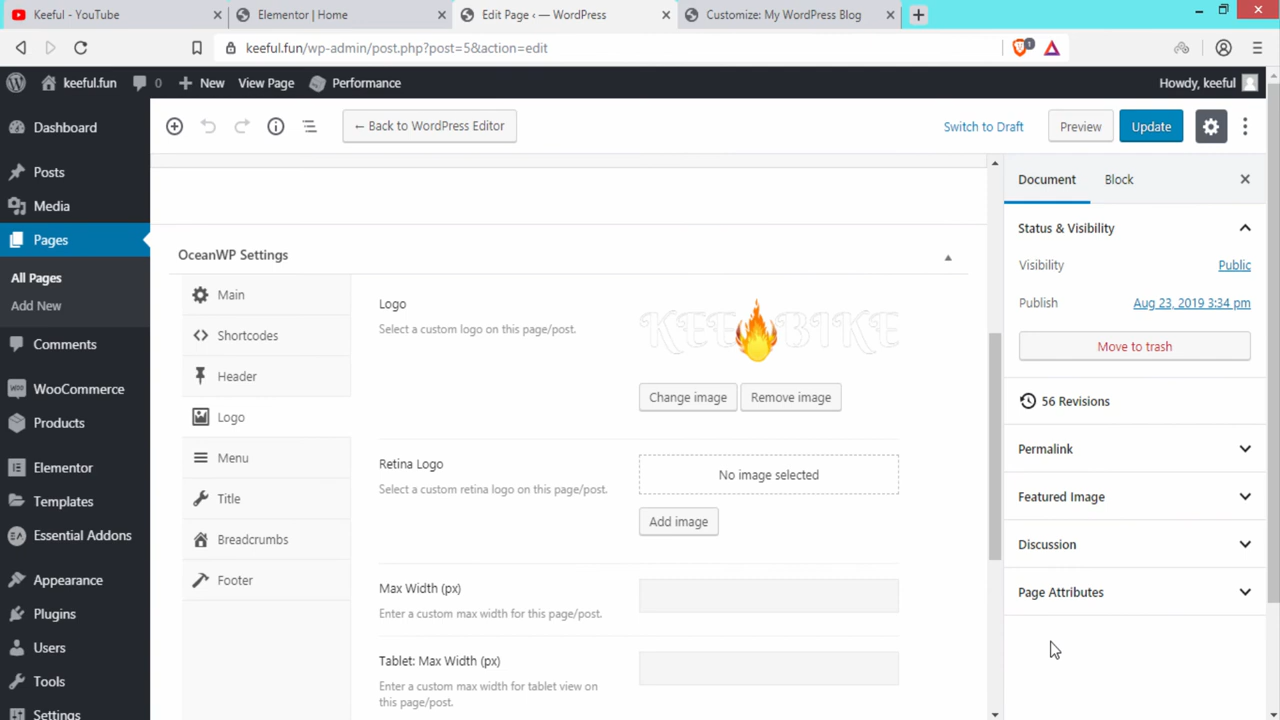 Keeful - YouTube
Elementor | Home
Edit Page ‹ — WordPress
Customize: My WordPress Blog
keeful.fun/wp-admin/post.php?post=5&action=edit
1
keeful.fun
0
New
View Page
Performance
Howdy, keeful
Dashboard
Posts
Media
Pages
All Pages
Add New
Comments
WooCommerce
Products
Elementor
Templates
Essential Addons
Appearance
Plugins
Users
Tools
Settings
← Back to WordPress Editor
Switch to Draft
Preview
Update
OceanWP Settings
Main
Shortcodes
Header
Logo
Menu
Title
Breadcrumbs
Footer
Logo
Select a custom logo on this page/post.
KEE BIKE
Change image
Remove image
Retina Logo
Select a custom retina logo on this page/post.
No image selected
Add image
Max Width (px)
Enter a custom max width for this page/post.
Tablet: Max Width (px)
Enter a custom max width for tablet view on
this page/post.
Document
Block
Status & Visibility
Visibility
Public
Publish
Aug 23, 2019 3:34 pm
Move to trash
56 Revisions
Permalink
Featured Image
Discussion
Page Attributes